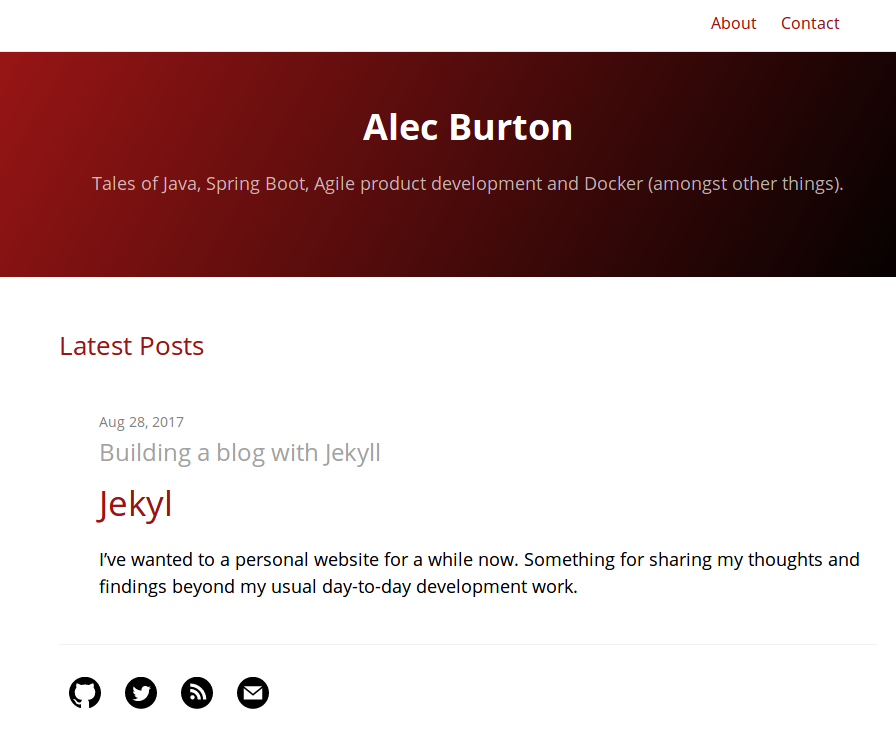 About Contact
Alec Burton
Tales of Java, Spring Boot, Agile product development and Docker (amongst other things).
Latest Posts
Aug 28, 2017
Building a blog with Jekyll
Jekyl
I’ve wanted to a personal website for a while now. Something for sharing my thoughts and
findings beyond my usual day-to-day development work.